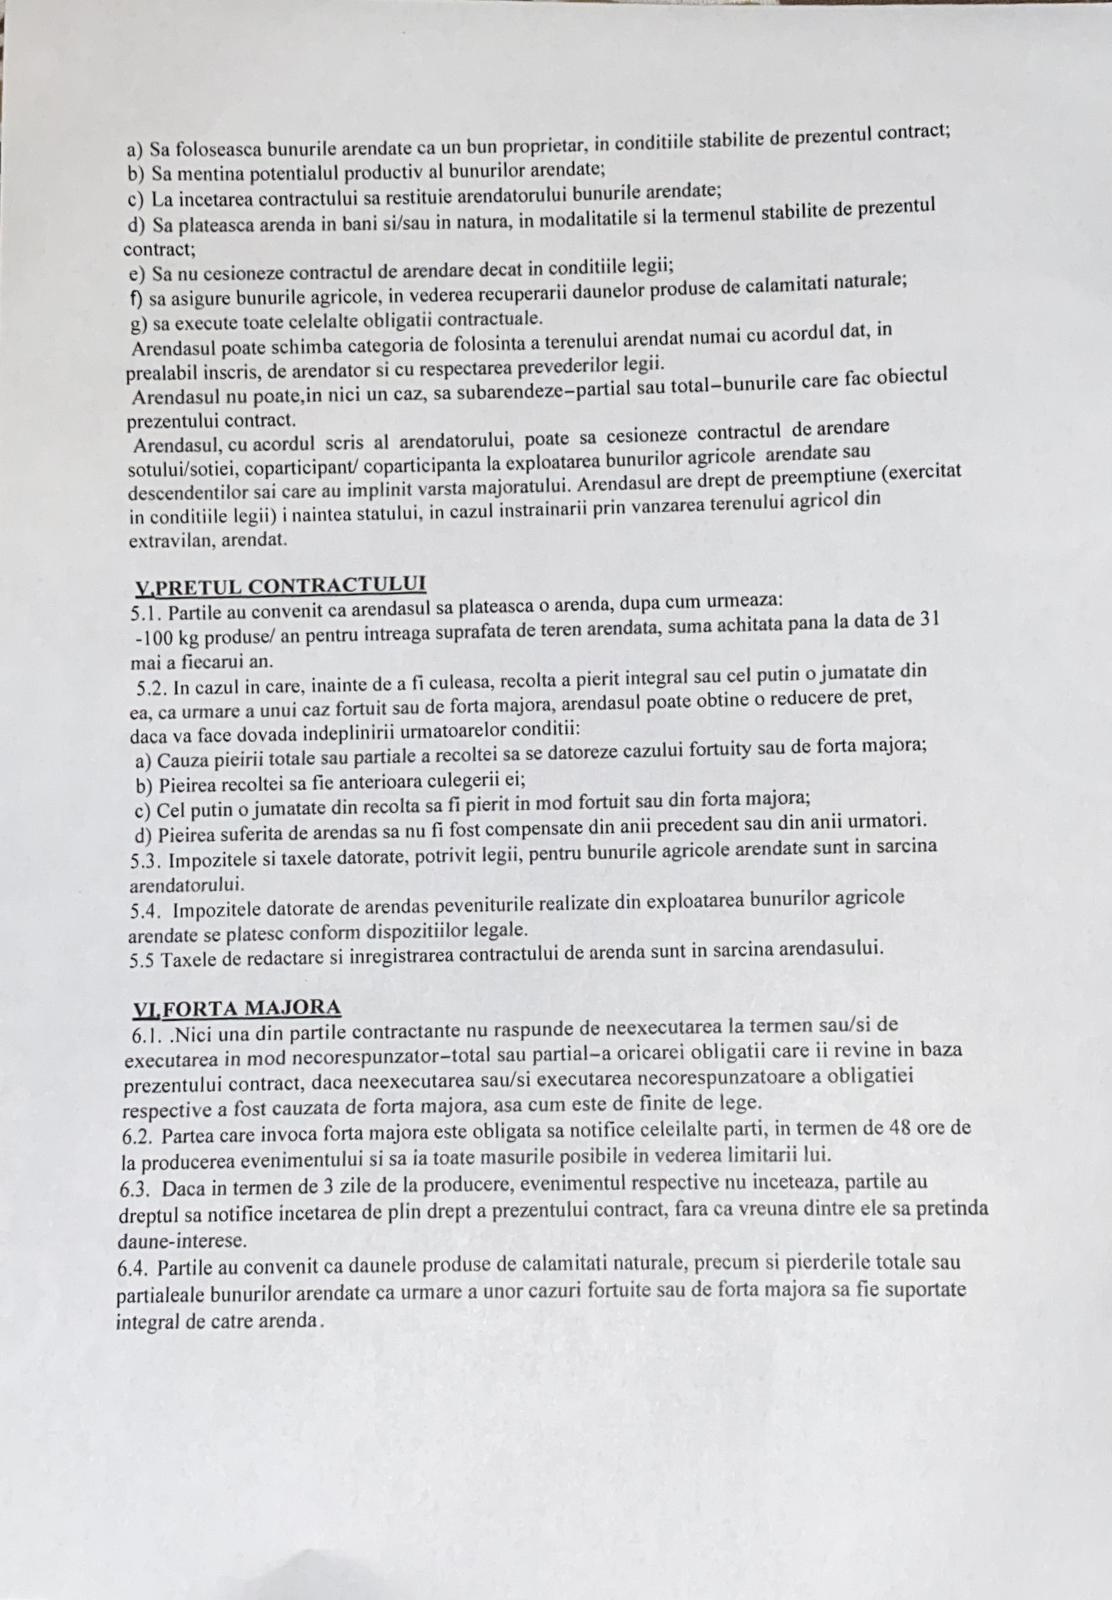 a) Sa foloseasca bunurile arendate ca un bun proprietar, in conditiile stabilite de prezentul contract;
b) Sa mentina potentialul productiv al bunurilor arendate;
c) La incetarea contractului sa restituie arendatorului bunurile arendate;
d) Sa plateasca arenda in bani si/sau in natura, in modalitatile si la termenul stabilite de prezentul
contract;
e) Sa nu cesioneze contractul de arendare decat in conditiile legii;
f) sa asigure bunurile agricole, in vederea recuperarii daunelor produse de calamitati naturale;
g) sa execute toate celelalte obligatii contractuale.
Arendasul poate schimba categoria de folosinta a terenului arendat numai cu acordul dat, in
prealabil inscris, de arendator si cu respectarea prevederilor legii.
Arendasul nu poate,in nici un caz, sa subarendeze–partial sau total–bunurile care fac obiectul
prezentului contract.
Arendasul, cu acordul scris al arendatorului, poate sa cesioneze contractul de arendare
sotului/sotiei, coparticipant/ coparticipanta la exploatarea bunurilor agricole arendate sau
descendentilor sai care au implinit varsta majoratului. Arendasul are drept de preemptiune (exercitat
in conditiile legii) i naintea statului, in cazul instrainarii prin vanzarea terenului agricol din
extravilan, arendat.
V.PRETUL CONTRACTULUI
5.1. Partile au convenit ca arendasul sa plateasca o arenda, dupa cum urmeaza:
-100 kg produse/ an pentru intreaga suprafata de teren arendata, suma achitata pana la data de 31
mai a fiecarui an.
5.2. In cazul in care, inainte de a fi culeasa, recolta a pierit integral sau cel putin o jumatate din
ea, ca urmare a unui caz fortuit sau de forta majora, arendasul poate obtine o reducere de pret,
daca va face dovada indeplinirii urmatoarelor conditii:
a) Cauza pieirii totale sau partiale a recoltei sa se datoreze cazului fortuity sau de forta majora;
b) Pieirea recoltei sa fie anterioara culegerii ei;
c) Cel putin o jumatate din recolta sa fi pierit in mod fortuit sau din forta majora;
d) Pieirea suferita de arendas sa nu fi fost compensate din anii precedent sau din anii urmatori.
5.3. Impozitele si taxele datorate, potrivit legii, pentru bunurile agricole arendate sunt in sarcina
arendatorului.
5.4. Impozitele datorate de arendas peveniturile realizate din exploatarea bunurilor agricole
arendate se platesc conform dispozitiilor legale.
5.5 Taxele de redactare si inregistrarea contractului de arenda sunt in sarcina arendasului.
VI.FORTA MAJORA
6.1. .Nici una din partile contractante nu raspunde de neexecutarea la termen sau/si de
executarea in mod necorespunzator–total sau partial–a oricarei obligatii care ii revine in baza
prezentului contract, daca neexecutarea sau/si executarea necorespunzatoare a obligatiei
respective a fost cauzata de forta majora, asa cum este de finite de lege.
6.2. Partea care invoca forta majora este obligata sa notifice celeilalte parti, in termen de 48 ore de
la producerea evenimentului si sa ia toate masurile posibile in vederea limitarii lui.
6.3. Daca in termen de 3 zile de la producere, evenimentul respective nu inceteaza, partile au
dreptul sa notifice incetarea de plin drept a prezentului contract, fara ca vreuna dintre ele sa pretinda
daune-interese.
6.4. Partile au convenit ca daunele produse de calamitati naturale, precum si pierderile totale sau
partialeale bunurilor arendate ca urmare a unor cazuri fortuite sau de forta majora sa fie suportate
integral de catre arenda.